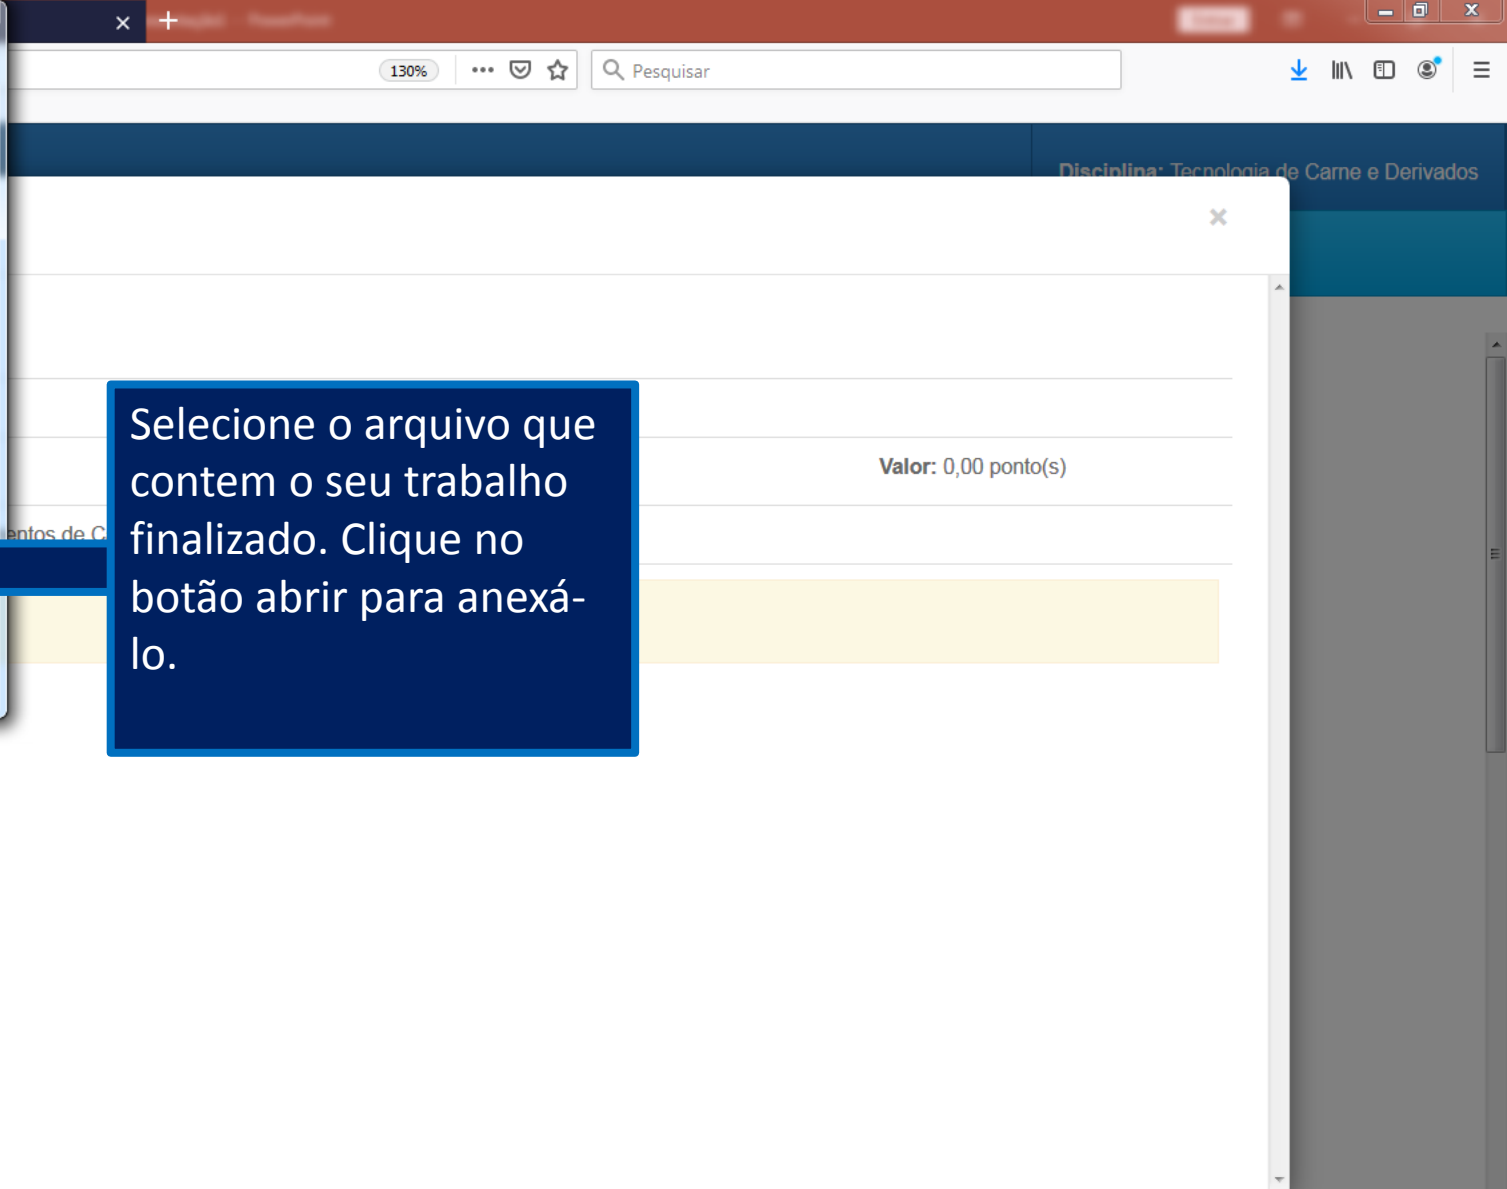 130%
Pesquisar
Disciplina: Tecnologia de Carne e Derivados
Selecione o arquivo que
contem o seu trabalho
finalizado. Clique no
botão abrir para anexá-
lo.
Valor: 0,00 ponto(s)
entos de C